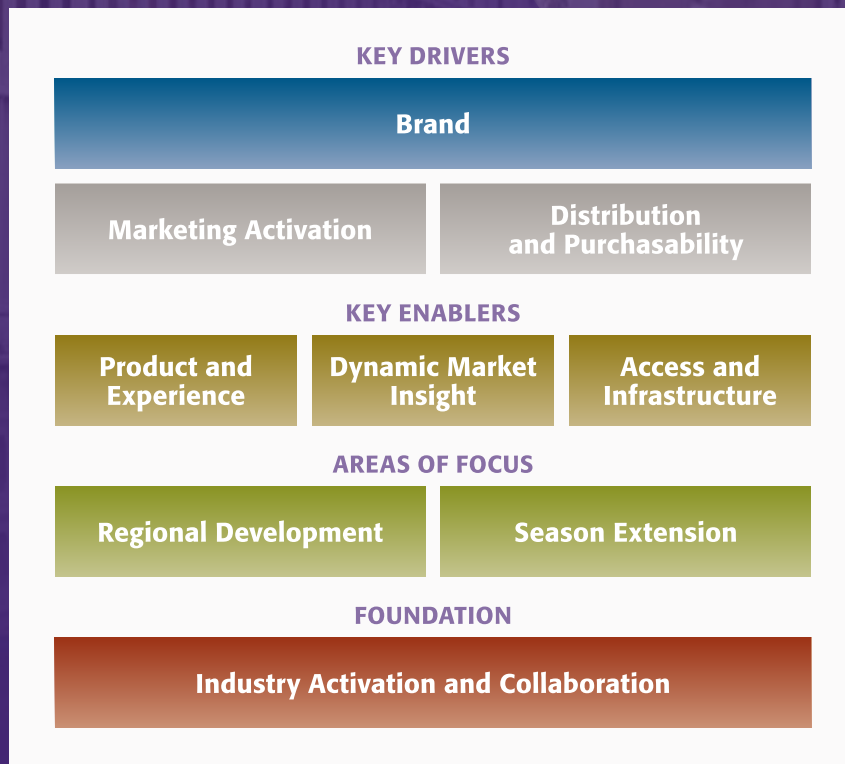 KEY DRIVERS
Brand
Marketing Activation
Distribution
and Purchasability
KEY ENABLERS
Product and
Experience
Dynamic Market
Insight
Access and
Infrastructure
AREAS OF FOCUS
Regional Development
Season Extension
FOUNDATION
Industry Activation and Collaboration